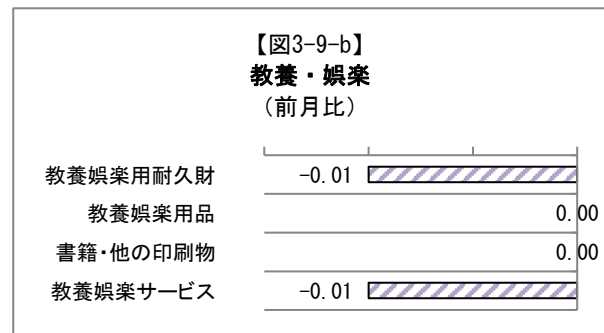 【図3-9-b】
教養・娯楽
（前月比）
教養娯楽用耐久財 -0.01
教養娯楽用品 0.00
書籍・他の印刷物 0.00
教養娯楽サービス -0.01